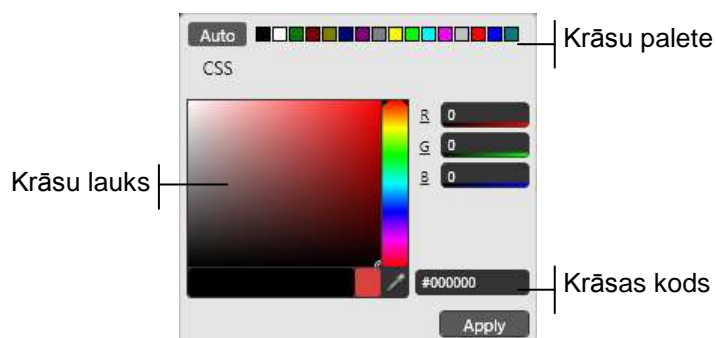 Auto
Krāsu palete
CSS
R 0
G 0
B 0
Krāsu lauks
#000000
Krāsas kods
Apply